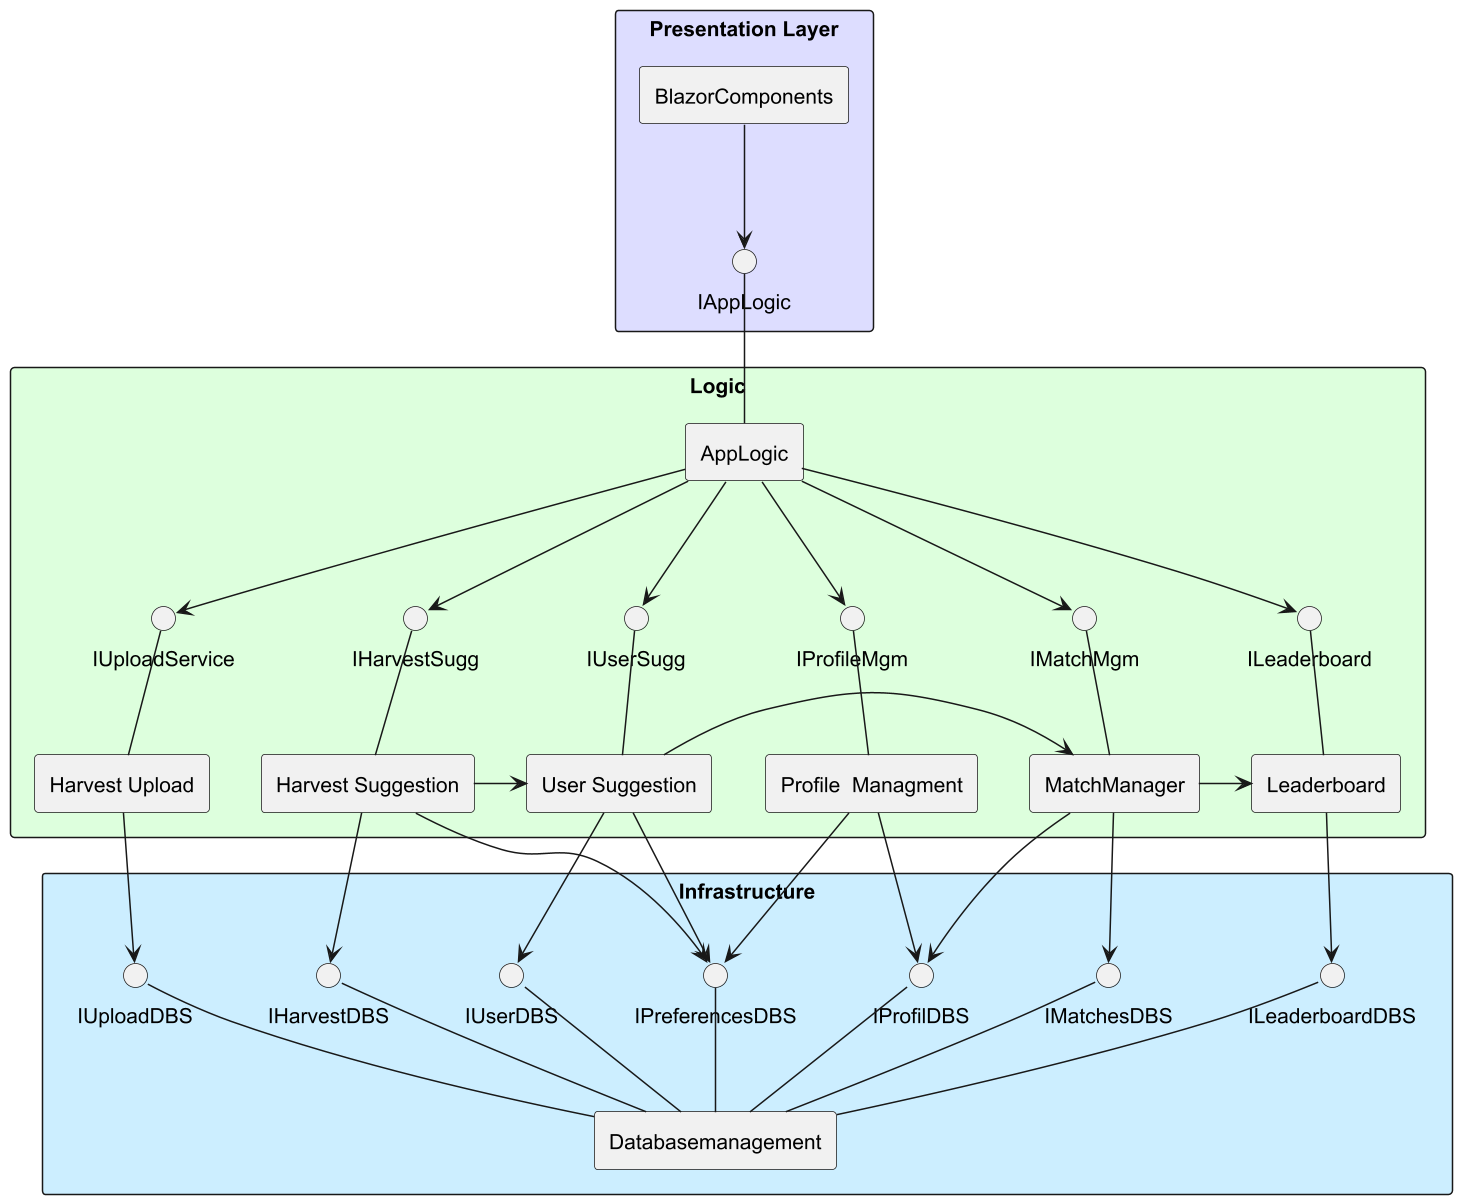 Presentation Layer
BlazorComponents
IAppLogic
Logic
AppLogic
IUploadService
IHarvestSugg
IUserSugg
IProfileMgm
IMatchMgm
ILeaderboard
Harvest Upload
Harvest Suggestion
User Suggestion
Profile  Managment
MatchManager
Leaderboard
Infrastructure
IUploadDBS
IHarvestDBS
IUserDBS
IPreferencesDBS
IProfilDBS
IMatchesDBS
ILeaderboardDBS
Databasemanagement